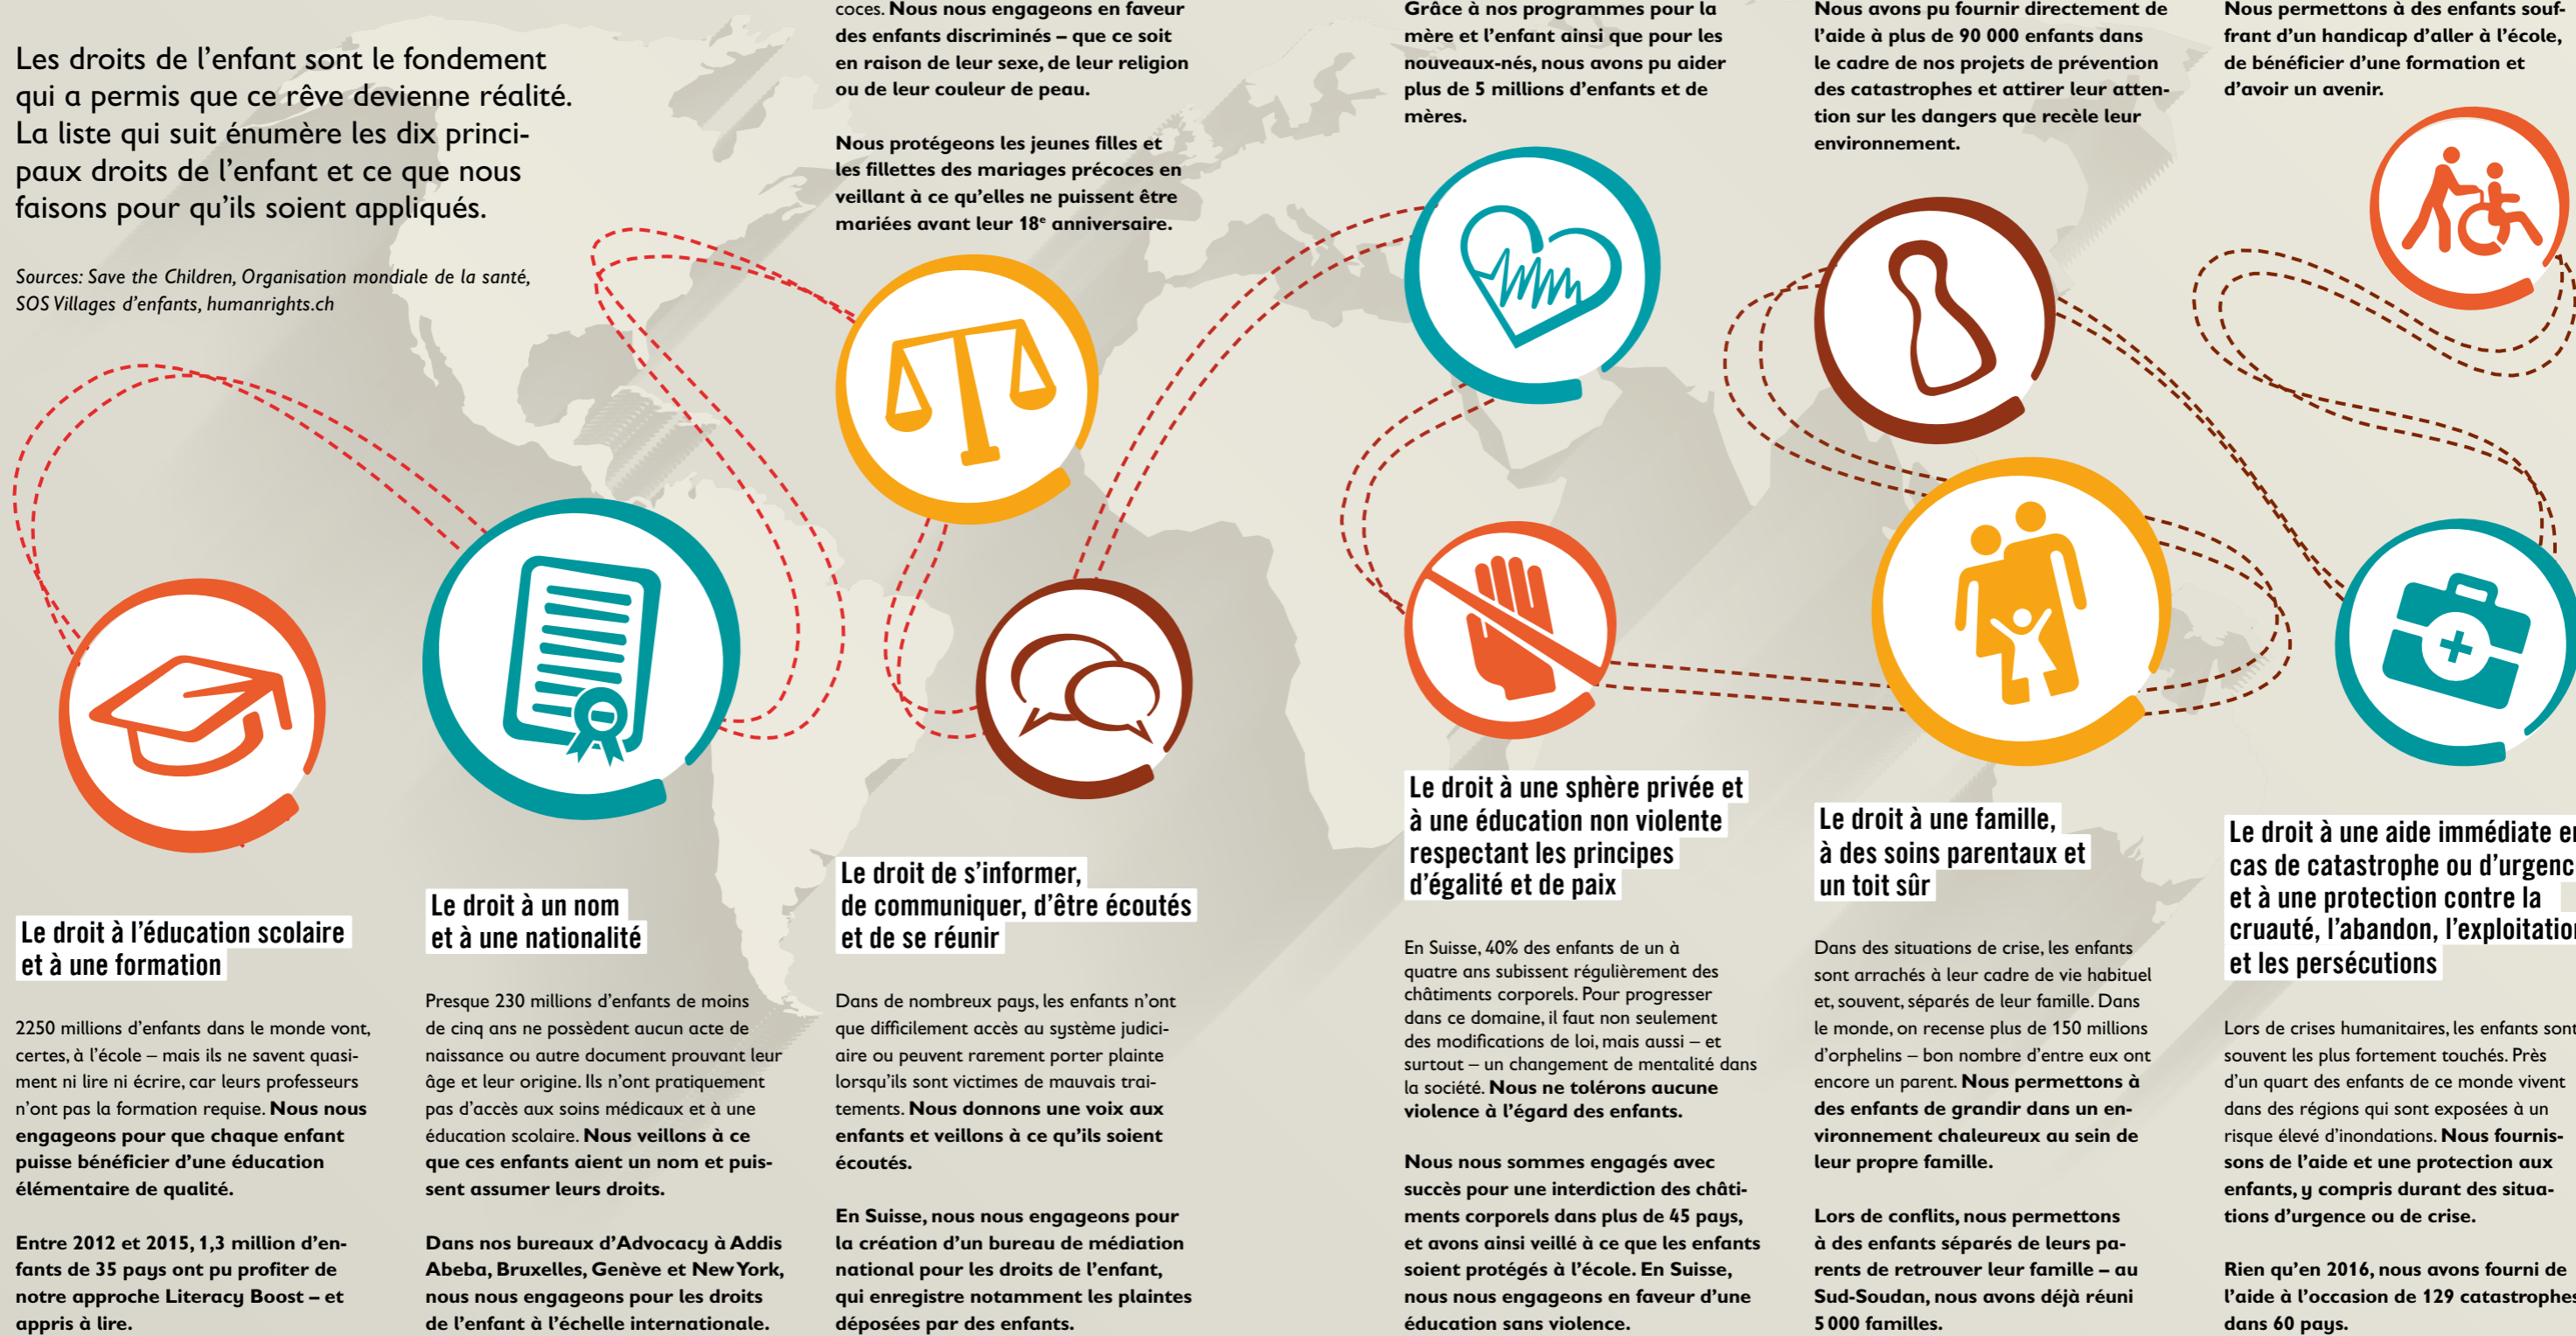 Les droits de l’enfant sont le fondement
qui a permis que ce rêve devienne réalité.
La liste qui suit énumère les dix princi-
paux droits de l’enfant et ce que nous
faisons pour qu’ils soient appliqués.
Sources: Save the Children, Organisation mondiale de la santé,
SOS Villages d’enfants, humanrights.ch
Le droit à l’éducation scolaire
et à une formation
2250 millions d’enfants dans le monde vont,
certes, à l’école – mais ils ne savent quasi-
ment ni lire ni écrire, car leurs professeurs
n’ont pas la formation requise. Nous nous
engageons pour que chaque enfant
puisse bénéficier d’une éducation
élémentaire de qualité.
Entre 2012 et 2015, 1,3 million d’en-
fants de 35 pays ont pu profiter de
notre approche Literacy Boost – et
appris à lire.
Le droit à un nom
et à une nationalité
Presque 230 millions d’enfants de moins
de cinq ans ne possèdent aucun acte de
naissance ou autre document prouvant leur
âge et leur origine. Ils n’ont pratiquement
pas d’accès aux soins médicaux et à une
éducation scolaire. Nous veillons à ce
que ces enfants aient un nom et puis-
sent assumer leurs droits.
Dans nos bureaux d’Advocacy à Addis
Abeba, Bruxelles, Genève et New York,
nous nous engageons pour les droits
de l’enfant à l’échelle internationale.
coces. Nous nous engageons en faveur
des enfants discriminés – que ce soit
en raison de leur sexe, de leur religion
ou de leur couleur de peau.
Nous protégeons les jeunes filles et
les fillettes des mariages précoces en
veillant à ce qu’elles ne puissent être
mariées avant leur 18e anniversaire.
Le droit de s’informer,
de communiquer, d’être écoutés
et de se réunir
Dans de nombreux pays, les enfants n’ont
que difficilement accès au système judici-
aire ou peuvent rarement porter plainte
lorsqu’ils sont victimes de mauvais trai-
tements. Nous donnons une voix aux
enfants et veillons à ce qu’ils soient
écoutés.
En Suisse, nous nous engageons pour
la création d’un bureau de médiation
national pour les droits de l’enfant,
qui enregistre notamment les plaintes
déposées par des enfants.
Grâce à nos programmes pour la
mère et l’enfant ainsi que pour les
nouveaux-nés, nous avons pu aider
plus de 5 millions d’enfants et de
mères.
Le droit à une sphère privée et
à une éducation non violente
respectant les principes
d’égalité et de paix
En Suisse, 40% des enfants de un à
quatre ans subissent régulièrement des
châtiments corporels. Pour progresser
dans ce domaine, il faut non seulement
des modifications de loi, mais aussi – et
surtout – un changement de mentalité dans
la société. Nous ne tolérons aucune
violence à l’égard des enfants.
Nous nous sommes engagés avec
succès pour une interdiction des châti-
ments corporels dans plus de 45 pays,
et avons ainsi veillé à ce que les enfants
soient protégés à l’école. En Suisse,
nous nous engageons en faveur d’une
éducation sans violence.
Nous avons pu fournir directement de
l’aide à plus de 90 000 enfants dans
le cadre de nos projets de prévention
des catastrophes et attirer leur atten-
tion sur les dangers que recèle leur
environnement.
Le droit à une famille,
à des soins parentaux et
un toit sûr
Dans des situations de crise, les enfants
sont arrachés à leur cadre de vie habituel
et, souvent, séparés de leur famille. Dans
le monde, on recense plus de 150 millions
d’orphelins – bon nombre d’entre eux ont
encore un parent. Nous permettons à
des enfants de grandir dans un en-
vironnement chaleureux au sein de
leur propre famille.
Lors de conflits, nous permettons
à des enfants séparés de leurs pa-
rents de retrouver leur famille – au
Sud-Soudan, nous avons déjà réuni
5 000 familles.
Nous permettons à des enfants souf-
frant d’un handicap d’aller à l’école,
de bénéficier d’une formation et
d’avoir un avenir.
Le droit à une aide immédiate en
cas de catastrophe ou d’urgenc
et à une protection contre la
cruauté, l’abandon, l’exploitation
et les persécutions
Lors de crises humanitaires, les enfants sont
souvent les plus fortement touchés. Près
d’un quart des enfants de ce monde vivent
dans des régions qui sont exposées à un
risque élevé d’inondations. Nous fournis-
sons de l’aide et une protection aux
enfants, y compris durant des situa-
tions d’urgence ou de crise.
Rien qu’en 2016, nous avons fourni de
l’aide à l’occasion de 129 catastrophes
dans 60 pays.